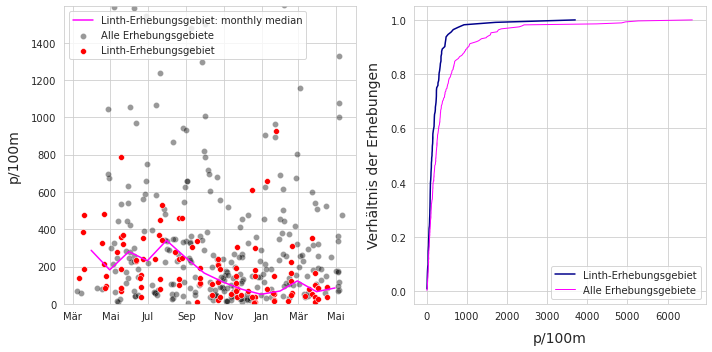 Linth-Erhebungsgebiet: monthly median
Alle Erhebungsgebiete
Linth-Erhebungsgebiet
p/100m
1400
1200
1000
800
600
400
200
0
Mär
Mai
Jul
Sep
Nov
Jan
Mär
Mai
Verhältnis der Erhebungen
1.0
0.8
0.6
0.4
0.2
0.0
Linth-Erhebungsgebiet
Alle Erhebungsgebiete
0
1000
2000
3000
4000
5000
6000
p/100m